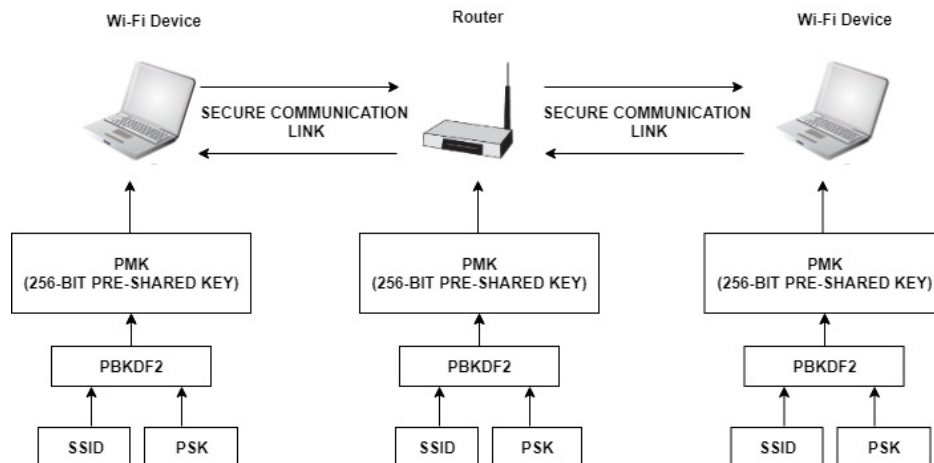 Wi-Fi Device
Router
Wi-Fi Device
SECURE COMMUNICATION
LINK
SECURE COMMUNICATION
LINK
PMK
(256-BIT PRE-SHARED KEY)
PMK
(256-BIT PRE-SHARED KEY)
PMK
(256-BIT PRE-SHARED KEY)
PBKDF2
PBKDF2
PBKDF2
SSID
PSK
SSID
PSK
SSID
PSK